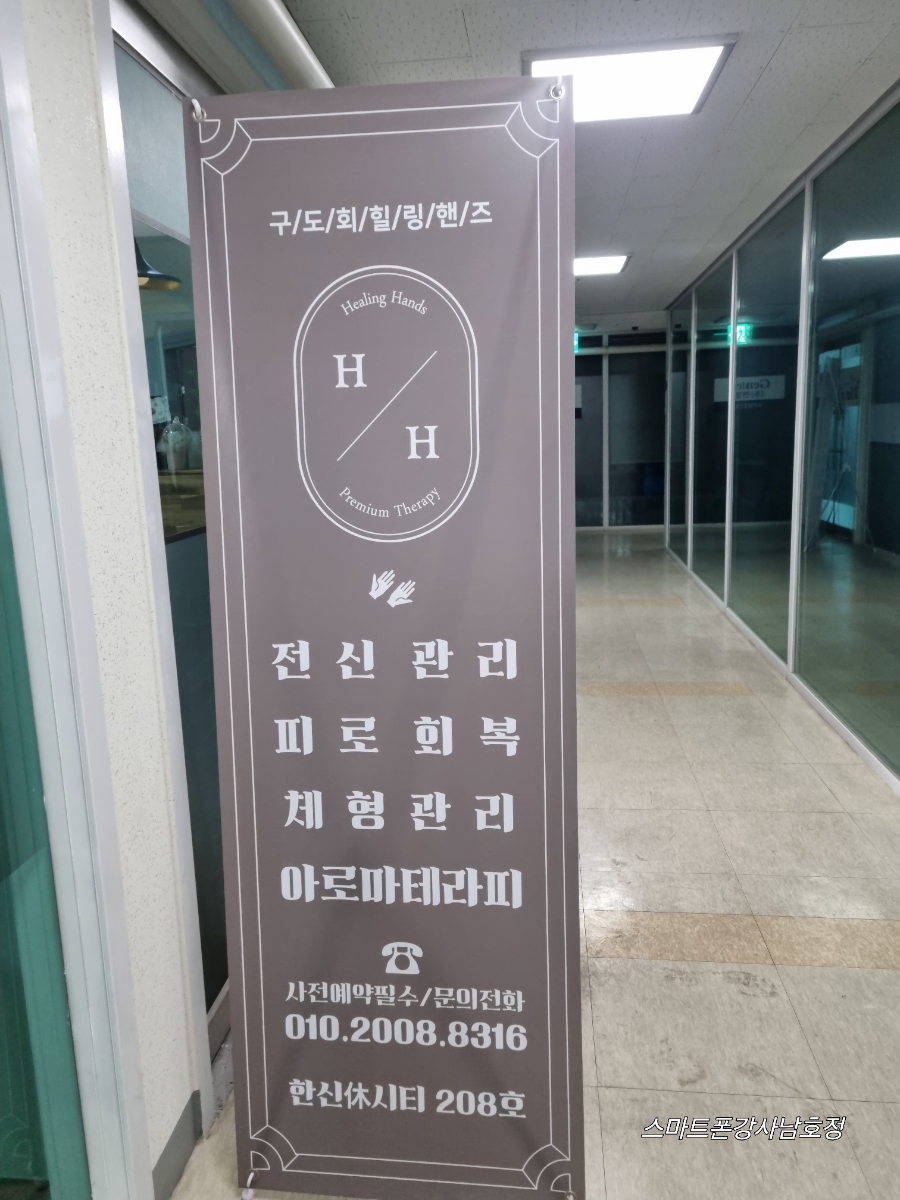 구/도/회/힐/링/핸/즈
Healing Hands
H
H
Premium Therapy
전신 관리
피로 회복
체형관리
아로마테라피
사전예약필수/문의전화
010.2008.8316
한신休시티 208호
스마트폰강사남호정